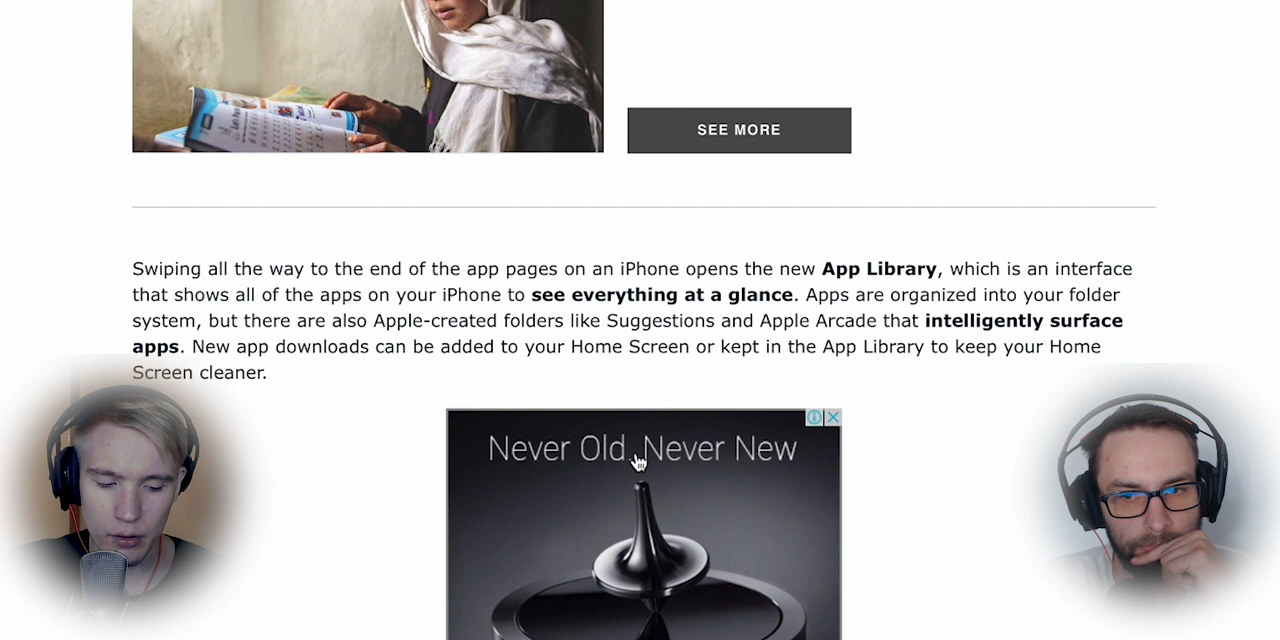 SEE MORE
Swiping all the way to the end of the app pages on an iPhone opens the new App Library, which is an interface
that shows all of the apps on your iPhone to see everything at a glance. Apps are organized into your folder
system, but there are also Apple-created folders like Suggestions and Apple Arcade that intelligently surface
apps. New app downloads can be added to your Home Screen or kept in the App Library to keep your Home
Screen cleaner.
Never Old. Never New